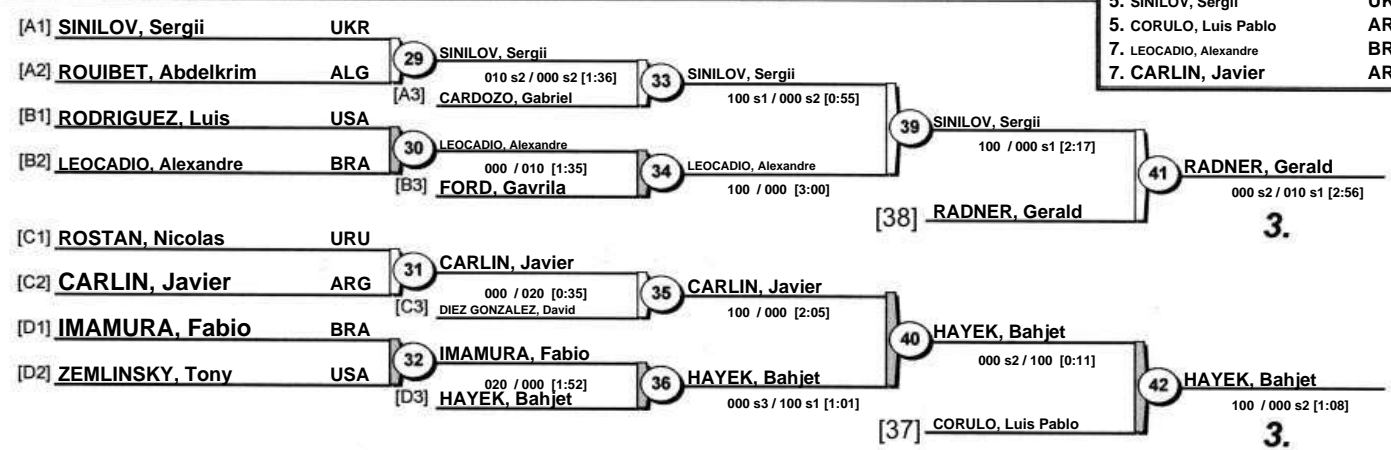 5. SINILOV, Sergii
5. CORULO, Luis Pablo AR
7. LEOCADIO, Alexandre BR
7. CARLIN, Javier AR
[A1] SINILOV, Sergii UKR
[A2] ROUIBET, Abdelkrim ALG
29 SINILOV, Sergii
010 s2 / 000 s2 [1:36]
[A3] CARDOZO, Gabriel
33 SINILOV, Sergii
100 s1 / 000 s2 [0:55]
[B1] RODRIGUEZ, Luis USA
[B2] LEOCADIO, Alexandre BRA
30 LEOCADIO, Alexandre
000 / 010 [1:35]
[B3] FORD, Gavrila
34 LEOCADIO, Alexandre
100 / 000 [3:00]
39 SINILOV, Sergii
100 / 000 s1 [2:17]
[38] RADNER, Gerald
41 RADNER, Gerald
000 s2 / 010 s1 [2:56]
3.
[C1] ROSTAN, Nicolas URU
[C2] CARLIN, Javier ARG
31 CARLIN, Javier
000 / 020 [0:35]
[C3] DIEZ GONZALEZ, David
35 CARLIN, Javier
100 / 000 [2:05]
[D1] IMAMURA, Fabio BRA
[D2] ZEMLINSKY, Tony USA
32 IMAMURA, Fabio
020 / 000 [1:52]
[D3] HAYEK, Bahjet
36 HAYEK, Bahjet
000 s3 / 100 s1 [1:01]
40 HAYEK, Bahjet
000 s2 / 100 [0:11]
[37] CORULO, Luis Pablo
42 HAYEK, Bahjet
100 / 000 s2 [1:08]
3.